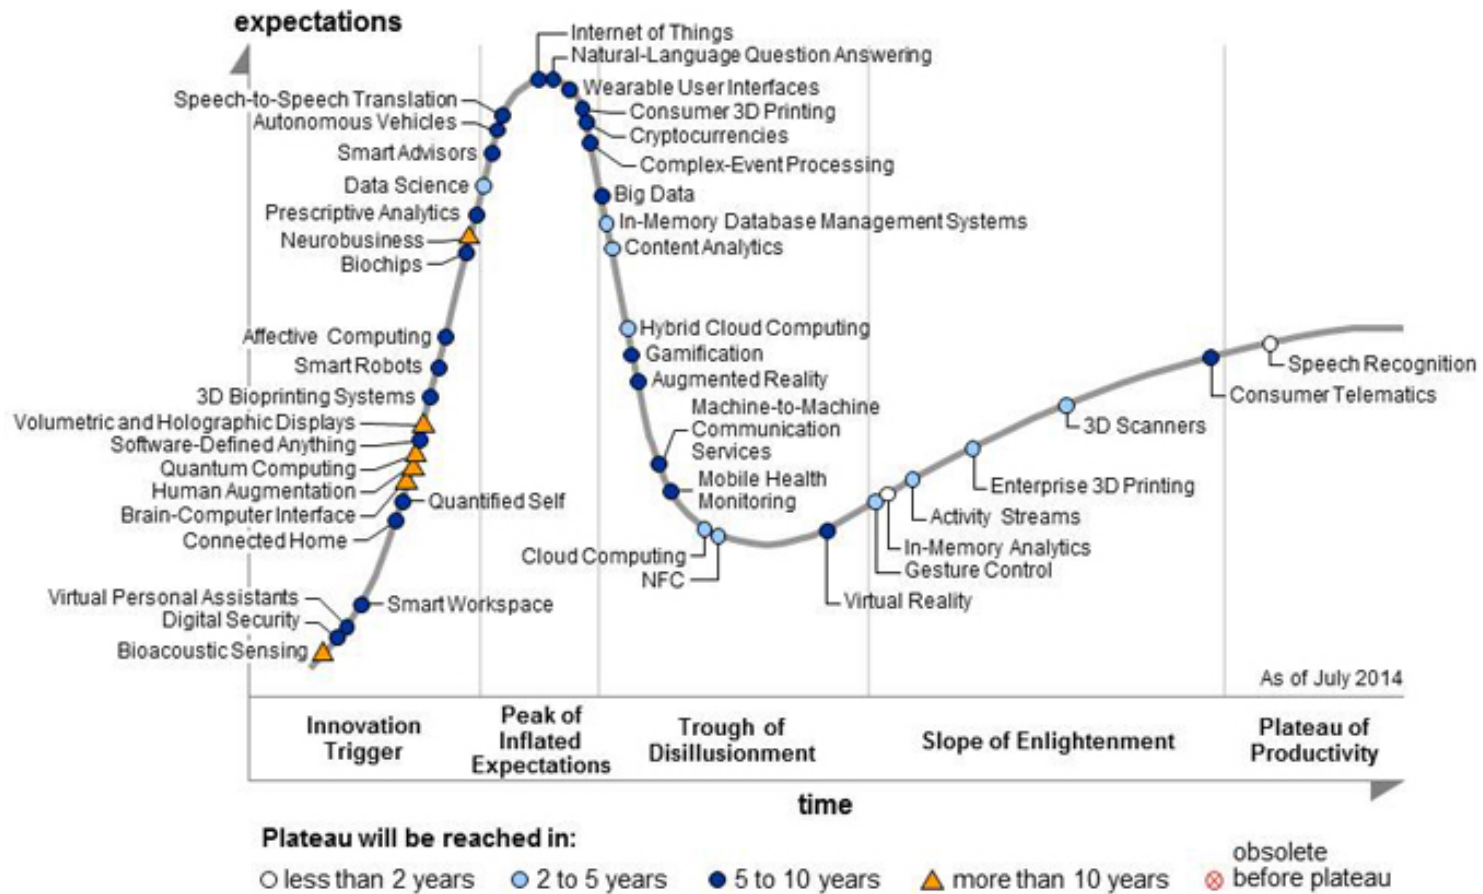 expectations
Internet of Things
Natural-Language Question Answering
Wearable User Interfaces
Consumer 3D Printing
Cryptocurrencies
Complex-Event Processing
Speech-to-Speech Translation
Autonomous Vehicles
Smart Advisors
Data Science
Prescriptive Analytics
Neurobusiness
Biochips
Big Data
In-Memory Database Management Systems
Content Analytics
Affective Computing
Smart Robots
3D Bioprinting Systems
Volumetric and Holographic Displays
Software-Defined Anything
Quantum Computing
Human Augmentation
Brain-Computer Interface
Connected Home
Quantified Self
Hybrid Cloud Computing
Gamification
Augmented Reality
Machine-to-Machine
Communication
Services
Mobile Health
Monitoring
Cloud Computing
NFC
Virtual Personal Assistants
Digital Security
Bioacoustic Sensing
Smart Workspace
Speech Recognition
Consumer Telematics
3D Scanners
Enterprise 3D Printing
Activity Streams
In-Memory Analytics
Gesture Control
Virtual Reality
As of July 2014
Innovation
Trigger
Peak of
Inflated
Expectations
Trough of
Disillusionment
Slope of Enlightenment
Plateau of
Productivity
time
Plateau will be reached in:
less than 2 years
2 to 5 years
5 to 10 years
more than 10 years
obsolete
before plateau